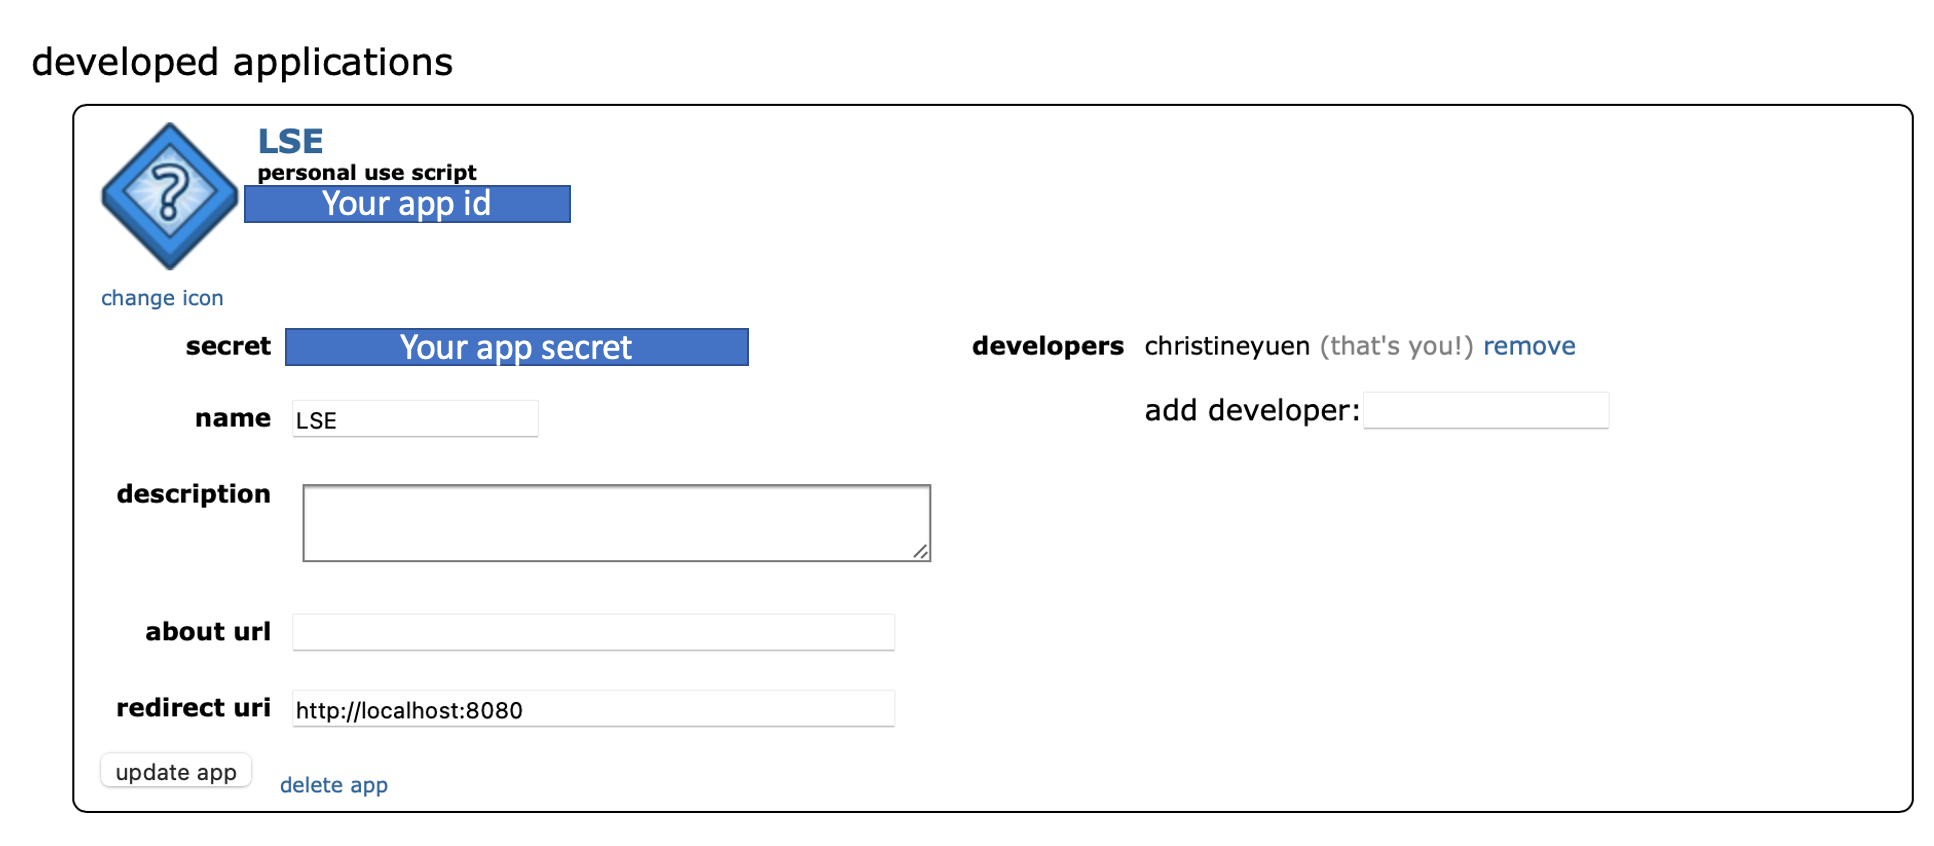 developed applications
LSE
personal use script
Your app id
?
change icon
secret Your app secret
developers christineyuen (that's you!) remove
name LSE
add developer:
description
about url
redirect uri http://localhost:8080
update app
delete app